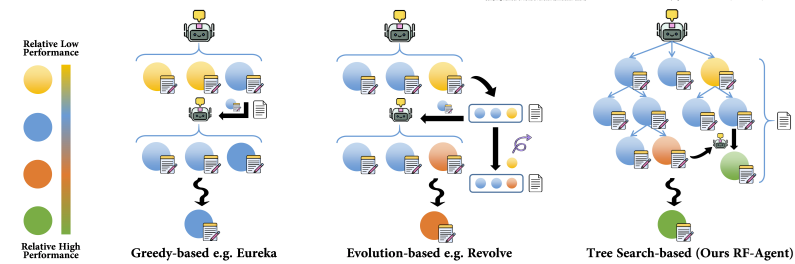 Relative Low
Performance
Relative High
Performance
Greedy-based e.g. Eureka
Evolution-based e.g. Revolve
Tree Search-based (Ours RF-Agent)